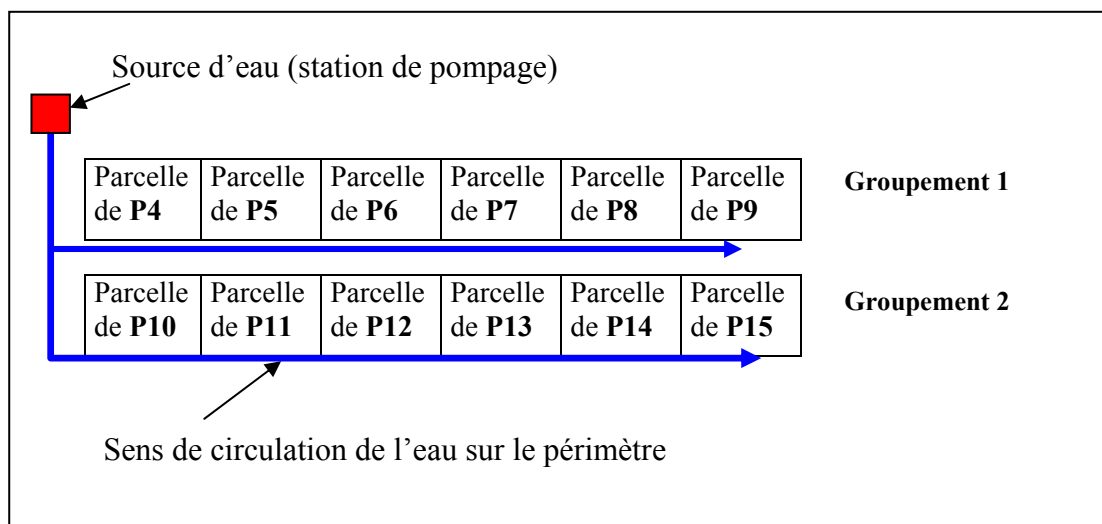 Source d'eau (station de pompage)
Parcelle de P4
Parcelle de P5
Parcelle de P6
Parcelle de P7
Parcelle de P8
Parcelle de P9
Groupement 1
Parcelle de P10
Parcelle de P11
Parcelle de P12
Parcelle de P13
Parcelle de P14
Parcelle de P15
Groupement 2
Sens de circulation de l'eau sur le périmètre